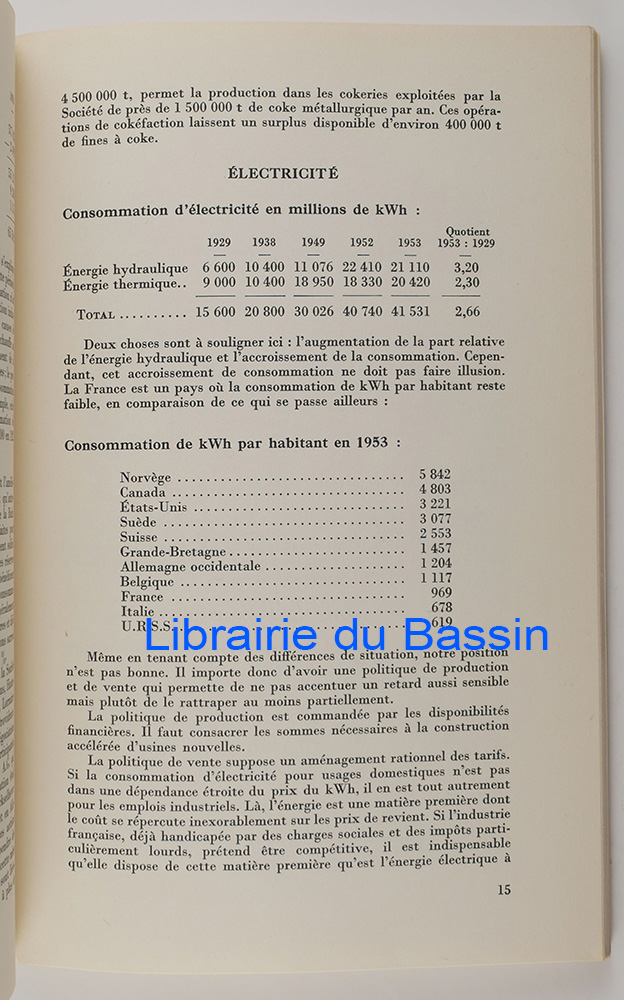 4 500 000 t, permet la production dans les cokeries exploitées par la
Société de près de 1 500 000 t de coke métallurgique par an. Ces opéra-
tions de cokéfaction laissent un surplus disponible d'environ 400 000 t
de fines à coke.
ÉLECTRICITÉ
Consommation d'électricité en millions de kWh :
Quotient
1929 1938 1949 1952 1953 1953 : 1929
Énergie hydraulique 6 600 10 400 11 076 22 410 21 110 3,20
Énergie thermique.. 9 000 10 400 18 950 18 330 20 420 2,30
TOTAL .......... 15 600 20 800 30 026 40 740 41 531 2,66
Deux choses sont à souligner ici : l'augmentation de la part relative
de l'énergie hydraulique et l'accroissement de la consommation. Cepen-
dant, cet accroissement de consommation ne doit pas faire illusion.
La France est un pays où la consommation de kWh par habitant reste
faible, en comparaison de ce qui se passe ailleurs :
Consommation de kWh par habitant en 1953 :
Norvège ................................ 5 842
Canada ................................ 4 803
États-Unis ............................. 3 221
Suède ................................. 3 077
Suisse ................................. 2 553
Grande-Bretagne ........................ 1 457
Allemagne occidentale ................... 1 204
Belgique ............................... 1 117
France ................................ 969
Italie .................................. 678
U.R.S.S. ............................... 619
Librairie du Bassin
Même en tenant compte des différences de situation, notre position
n'est pas bonne. Il importe donc d'avoir une politique de production
et de vente qui permette de ne pas accentuer un retard aussi sensible
mais plutôt de le rattraper au moins partiellement.
La politique de production est commandée par les disponibilités
financières. Il faut consacrer les sommes nécessaires à la construction
accélérée d'usines nouvelles.
La politique de vente suppose un aménagement rationnel des tarifs.
Si la consommation d'électricité pour usages domestiques n'est pas
dans une dépendance étroite du prix du kWh, il en est tout autrement
pour les emplois industriels. Là, l'énergie est une matière première dont
le coût se répercute inexorablement sur les prix de revient. Si l'industrie
française, déjà handicapée par des charges sociales et des impôts parti-
culièrement lourds, prétend être compétitive, il est indispensable
qu'elle dispose de cette matière première qu'est l'énergie électrique à
15